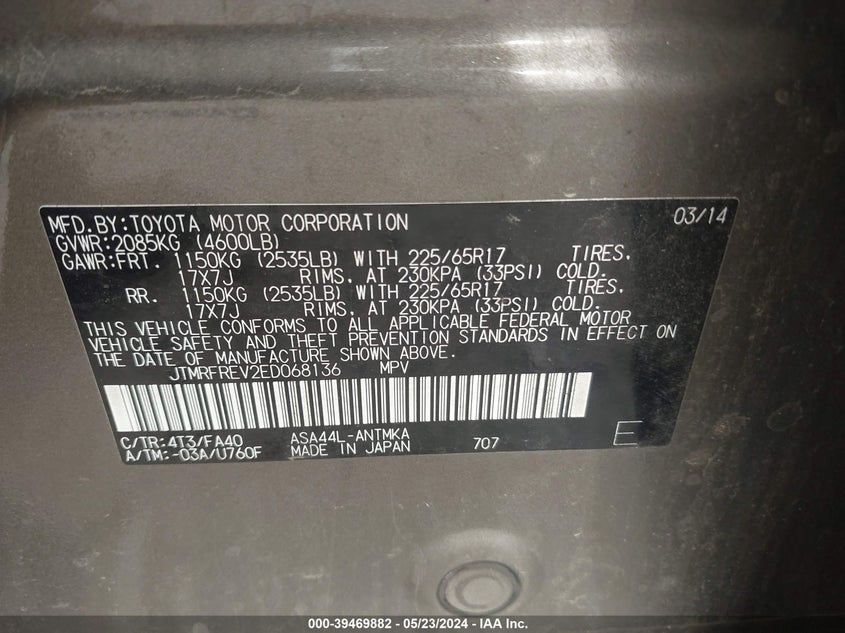 MFD.BY:TOYOTA MOTOR CORPORATION 03/14
GVWR:2085KG (4600LB)
GAWR:FRT. 1150KG (2535LB) WITH 225/65R17 TIRES.
17X7J RIMS, AT 230KPA (33PSI) COLD.
RR. 1150KG (2535LB) WITH 225/65R17 TIRES.
17X7J RIMS, AT 230KPA (33PSI) COLD.
THIS VEHICLE CONFORMS TO ALL APPLICABLE FEDERAL MOTOR
VEHICLE SAFETY AND THEFT PREVENTION STANDARDS IN EFFECT ON
THE DATE OF MANUFACTURE SHOWN ABOVE.
JTMRFREV2ED068136 MPV
C/TR:4T3/FA40 ASA44L-ANTMKA 707 E
A/TM:-03A/U760F MADE IN JAPAN
000-39469882 - 05/23/2024 - IAA Inc.